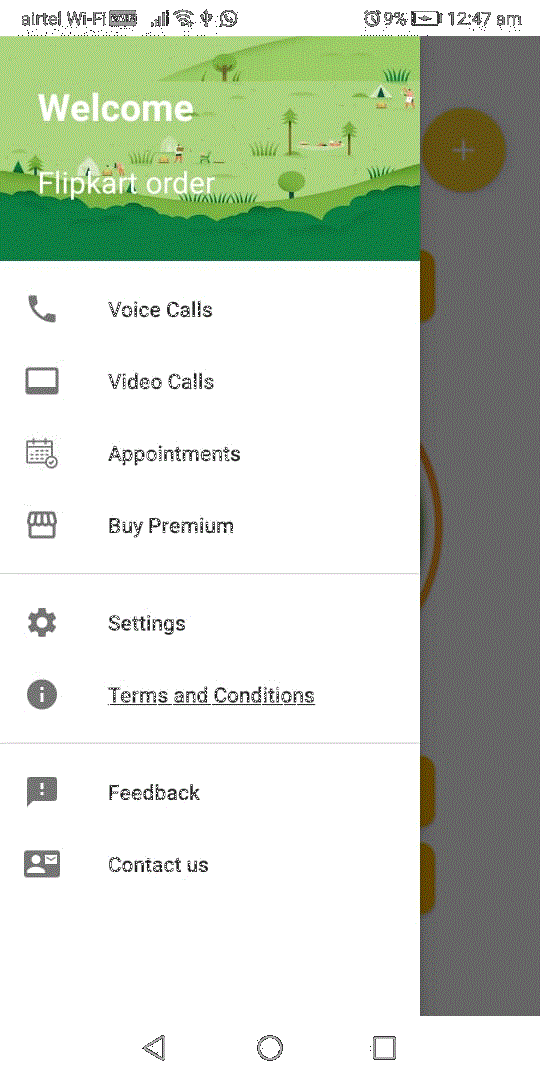 airtel Wi-Fi 9% 12:47 am
Welcome
Flipkart order
Voice Calls
Video Calls
Appointments
Buy Premium
Settings
Terms and Conditions
Feedback
Contact us